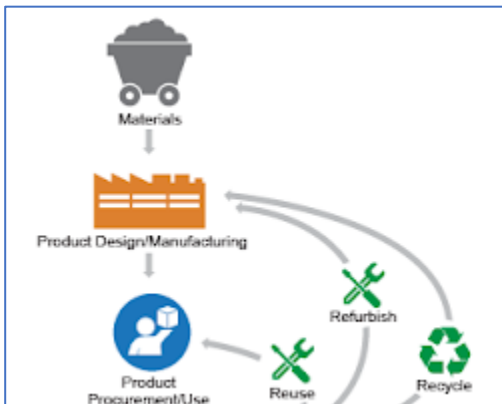 Materials
Product Design/Manufacturing
Refurbish
Product
Procurement/Use
Reuse
Recycle